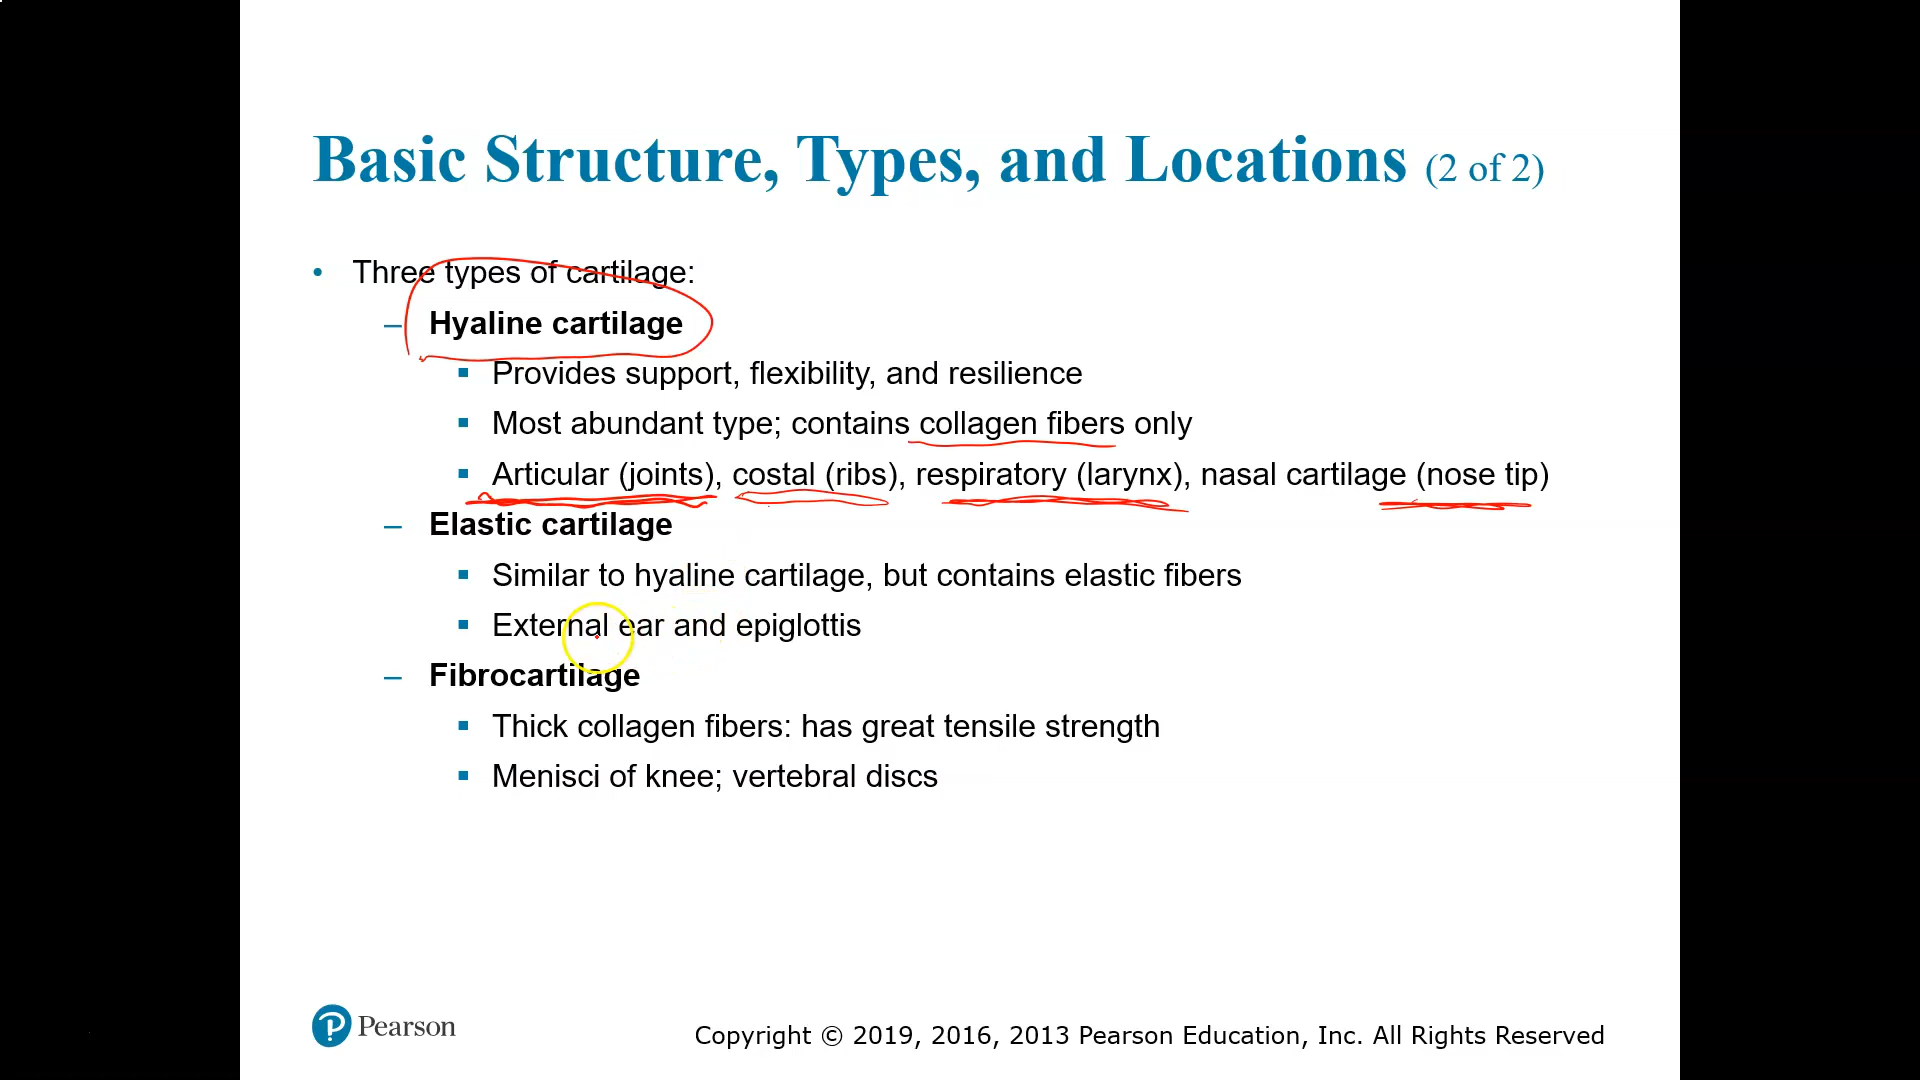 Basic Structure, Types, and Locations (2 of 2)
• Three types of cartilage:
– Hyaline cartilage
▪ Provides support, flexibility, and resilience
▪ Most abundant type; contains collagen fibers only
▪ Articular (joints), costal (ribs), respiratory (larynx), nasal cartilage (nose tip)
– Elastic cartilage
▪ Similar to hyaline cartilage, but contains elastic fibers
▪ External ear and epiglottis
– Fibrocartilage
▪ Thick collagen fibers: has great tensile strength
▪ Menisci of knee; vertebral discs
Pearson
Copyright © 2019, 2016, 2013 Pearson Education, Inc. All Rights Reserved